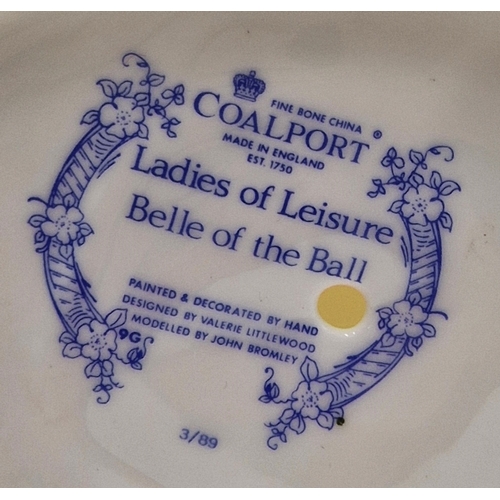 FINE BONE CHINA
COALPORT ®
MADE IN ENGLAND
EST. 1750
Ladies of Leisure
Belle of the Ball
PAINTED & DECORATED BY HAND
DESIGNED BY VALERIE LITTLEWOOD
MODELLED BY JOHN BROMLEY
9G
3/89